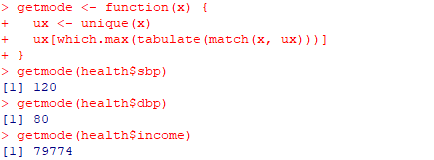 > getmode <- function(x) {
+   ux <- unique(x)
+   ux[which.max(tabulate(match(x, ux)))]
+ }
> getmode(health$sbp)
[1] 120
> getmode(health$dbp)
[1] 80
> getmode(health$income)
[1] 79774